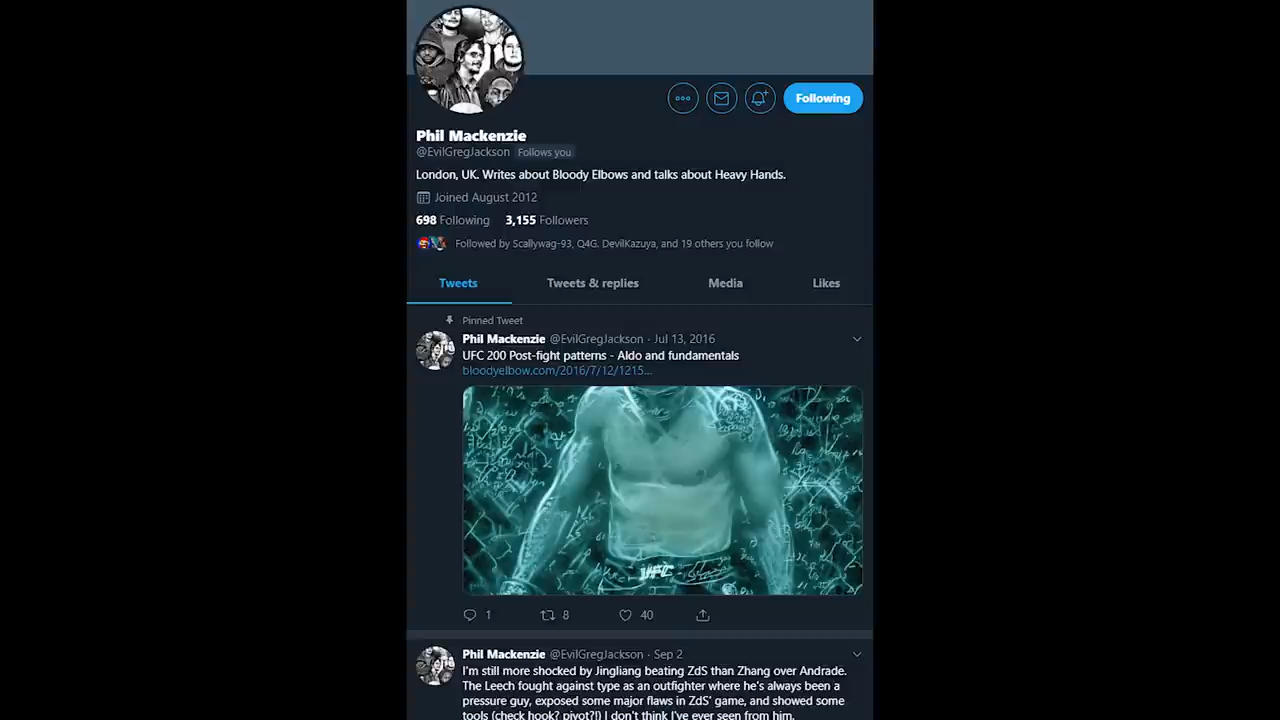 Following
Phil Mackenzie
@EvilGregJackson Follows you
London, UK. Writes about Bloody Elbows and talks about Heavy Hands.
Joined August 2012
698 Following 3,155 Followers
Followed by Scallywag-93, Q4G. DevilKazuya, and 19 others you follow
Tweets Tweets & replies Media Likes
Pinned Tweet
Phil Mackenzie @EvilGregJackson · Jul 13, 2016
UFC 200 Post-fight patterns - Aldo and fundamentals
bloodyelbow.com/2016/7/12/1215...
UFC
1 8 40
Phil Mackenzie @EvilGregJackson · Sep 2
I'm still more shocked by Jingliang beating ZdS than Zhang over Andrade.
The Leech fought against type as an outfighter where he's always been a
pressure guy, exposed some major flaws in ZdS' game, and showed some
tools (check hook? pivot?!) I don't think I've ever seen from him.